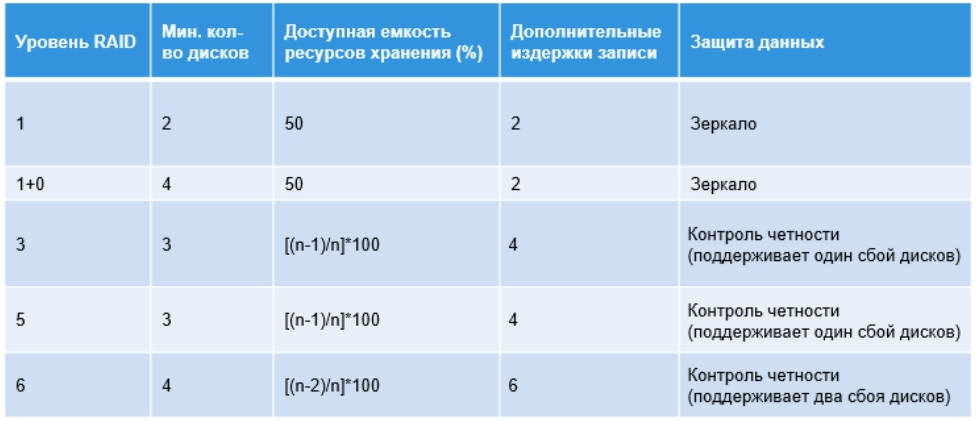 Уровень RAID
Мин. кол-
во дисков
Доступная емкость
ресурсов хранения (%)
Дополнительные
издержки записи
Защита данных
1
2
50
2
Зеркало
1+0
4
50
2
Зеркало
3
3
[(n-1)/n]*100
4
Контроль четности
(поддерживает один сбой дисков)
5
3
[(n-1)/n]*100
4
Контроль четности
(поддерживает один сбой дисков)
6
4
[(n-2)/n]*100
6
Контроль четности
(поддерживает два сбоя дисков)